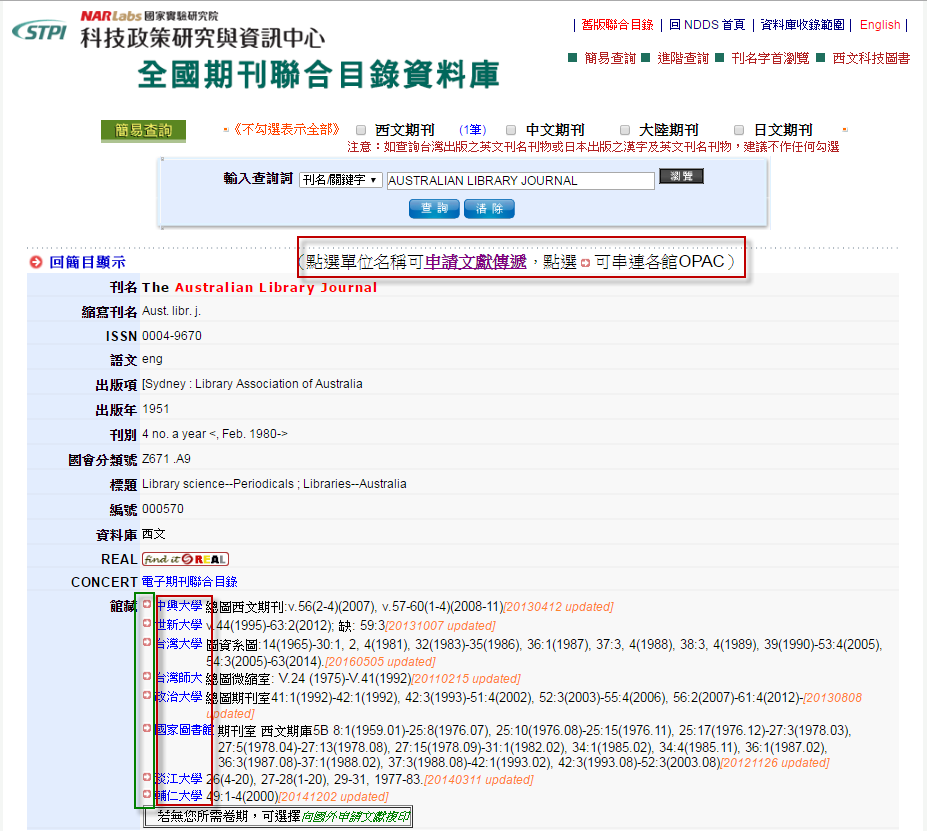 STPI NARLabs 國家實驗研究院
科技政策研究與資訊中心
全國期刊聯合目錄資料庫
| 舊版聯合目錄 | 回 NDDS 首頁 | 資料庫收錄範圍 | English |
簡易查詢 進階查詢 刊名字首瀏覽 西文科技圖書
簡易查詢 《不勾選表示全部》 西文期刊 (1筆) 中文期刊 大陸期刊 日文期刊
注意：如查詢台灣出版之英文刊名刊物或日本出版之漢字及英文刊名刊物，建議不作任何勾選
輸入查詢詞 刊名/關鍵字 AUSTRALIAN LIBRARY JOURNAL 瀏覽
查詢 清除
回簡目顯示 （點選單位名稱可申請文獻傳遞，點選 可串連各館OPAC）
刊名 The Australian Library Journal
縮寫刊名 Aust. libr. j.
ISSN 0004-9670
語文 eng
出版項 [Sydney : Library Association of Australia
出版年 1951
刊別 4 no. a year <, Feb. 1980->
國會分類號 Z671 .A9
標題 Library science--Periodicals ; Libraries--Australia
編號 000570
資料庫 西文
REAL find it @ REAL
CONCERT 電子期刊聯合目錄
館藏 中興大學 總圖西文期刊:v.56(2-4)(2007), v.57-60(1-4)(2008-11)[20130412 updated]
世新大學 v.44(1995)-63:2(2012); 缺: 59:3[20131007 updated]
台灣大學 圖資系圖:14(1965)-30:1, 2, 4(1981), 32(1983)-35(1986), 36:1(1987), 37:3, 4(1988), 38:3, 4(1989), 39(1990)-53:4(2005),
54:3(2005)-63(2014).[20160505 updated]
台灣師大 總圖微縮室: V.24 (1975)-V.41(1992)[20110215 updated]
政治大學 總圖期刊室41:1(1992)-42:1(1992), 42:3(1993)-51:4(2002), 52:3(2003)-55:4(2006), 56:2(2007)-61:4(2012)-[20130808
updated]
國家圖書館 期刊室 西文期庫5B 8:1(1959.01)-25:8(1976.07), 25:10(1976.08)-25:15(1976.11), 25:17(1976.12)-27:3(1978.03),
27:5(1978.04)-27:13(1978.08), 27:15(1978.09)-31:1(1982.02), 34:1(1985.02), 34:4(1985.11), 36:1(1987.02),
36:3(1987.08)-37:1(1988.02), 37:3(1988.08)-42:1(1993.02), 42:3(1993.08)-52:3(2003.08)[20121126 updated]
淡江大學 26(4-20), 27-28(1-20), 29-31, 1977-83.[20140311 updated]
輔仁大學 49:1-4(2000)[20141202 updated]
若無您所需卷期，可選擇向國外申請文獻複印